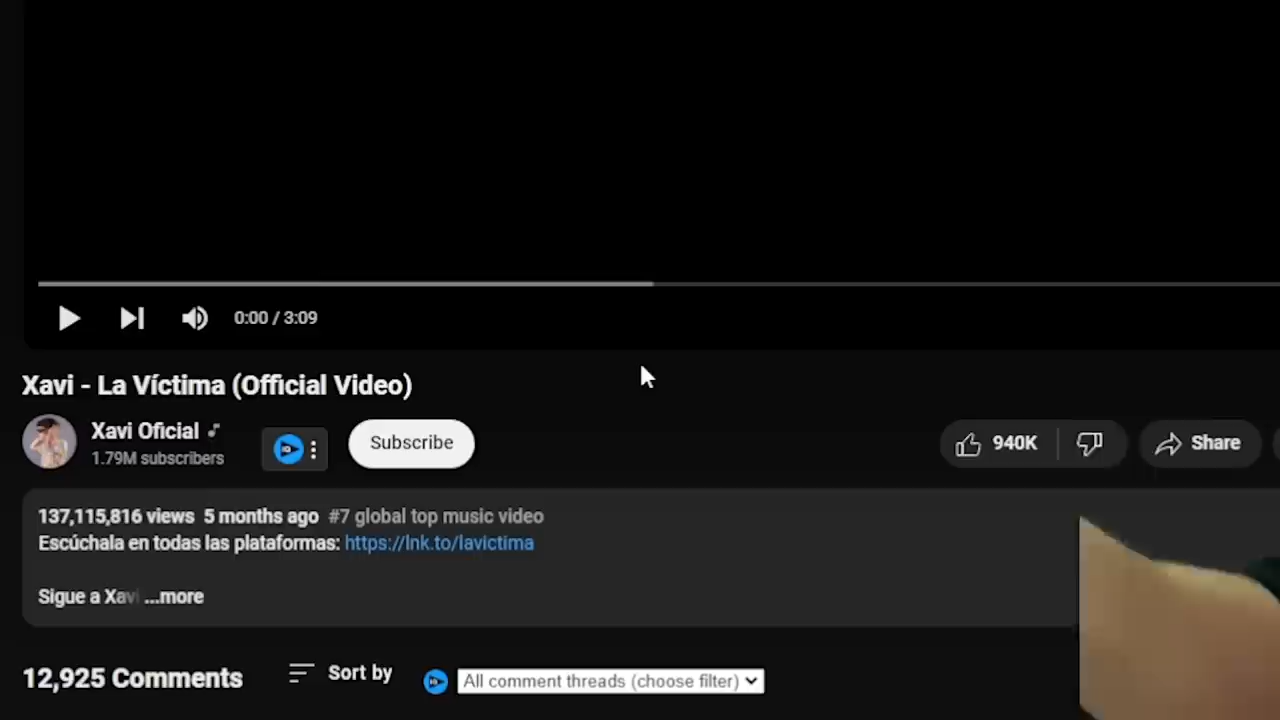 0:00 / 3:09
Xavi - La Víctima (Official Video)
Xavi Oficial
1.79M subscribers
Subscribe
940K
Share
137,115,816 views 5 months ago #7 global top music video
Escúchala en todas las plataformas: https://lnk.to/lavictima
Sigue a Xavi ...more
12,925 Comments
Sort by
All comment threads (choose filter)